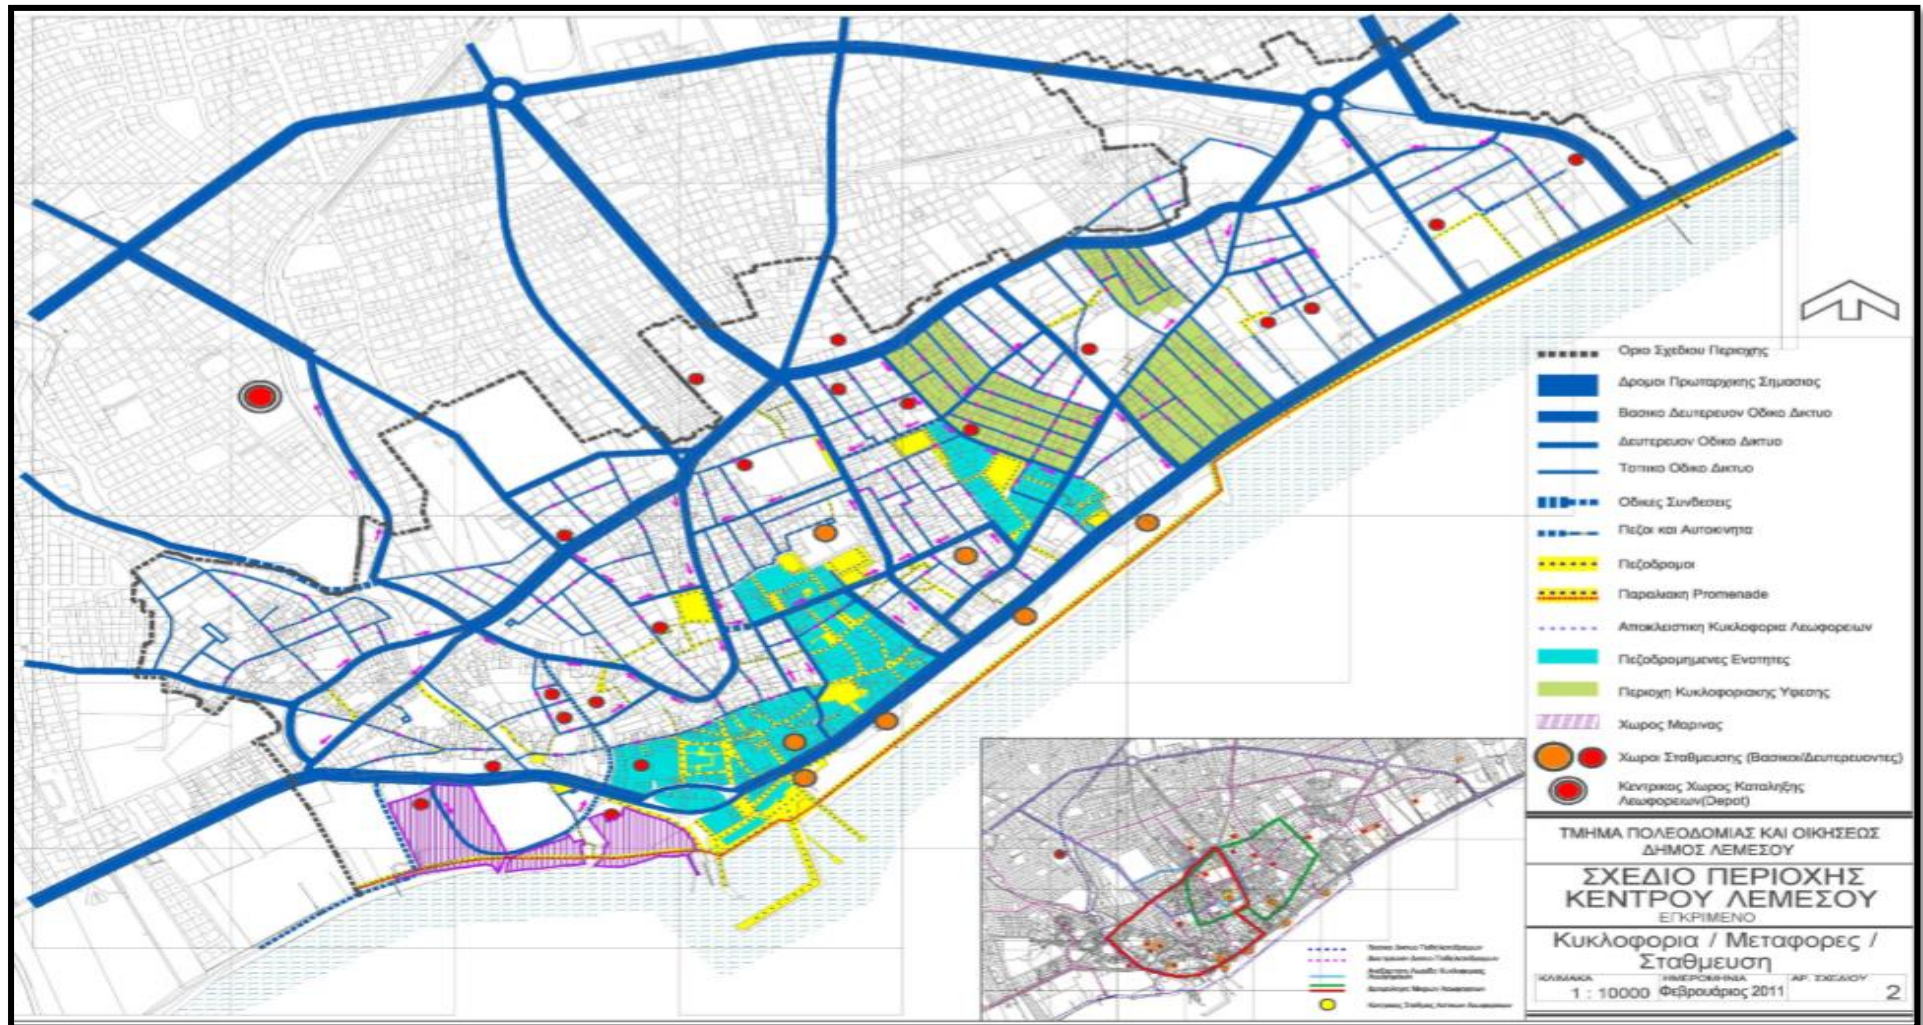 Οριο Σχεδιου Περιοχης
Δρομοι Πρωταρχικης Σημασιας
Βασικο Δευτερευον Οδικο Δικτυο
Δευτερευον Οδικο Δικτυο
Τοπικο Οδικο Δικτυο
Οδικες Συνδεσεις
Πεζοι και Αυτοκινητα
Πεζοδρομοι
Παραλιακη Promenade
Αποκλειστικη Κυκλοφορια Λεωφορειων
Πεζοδρομημενες Ενοτητες
Περιοχη Κυκλοφοριακης Υφεσης
Χωρος Μαρινας
Χωροι Σταθμευσης (Βασικοι/Δευτερευοντες)
Κεντρικος Χωρος Καταληξης
Λεωφορειων(Depot)
ΤΜΗΜΑ ΠΟΛΕΟΔΟΜΙΑΣ ΚΑΙ ΟΙΚΗΣΕΩΣ
ΔΗΜΟΣ ΛΕΜΕΣΟΥ
ΣΧΕΔΙΟ ΠΕΡΙΟΧΗΣ
ΚΕΝΤΡΟΥ ΛΕΜΕΣΟΥ
ΕΓΚΡΙΜΕΝΟ
Κυκλοφορια / Μεταφορες /
Σταθμευση
ΚΛΙΜΑΚΑ ΗΜΕΡΟΜΗΝΙΑ ΑΡ. ΣΧΕΔΙΟΥ
1 : 10000 Φεβρουάριος 2011 2